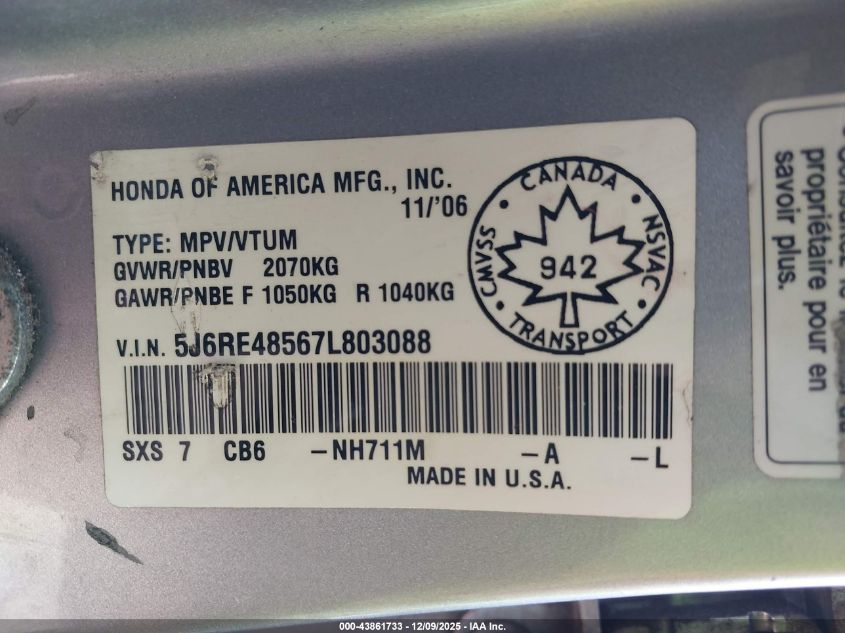 HONDA OF AMERICA MFG., INC.
11/'06
TYPE: MPV/VTUM
GVWR/PNBV 2070KG
GAWR/PNBE F 1050KG R 1040KG
V.I.N. 5J6RE48567L803088
SXS 7 CB6 -NH711M -A -L
MADE IN U.S.A.
CANADA
CMVSS
942
NSVAC
TRANSPORT
propriétaire pour en
savoir plus.
000-43861733 - 12/09/2025 - IAA Inc.